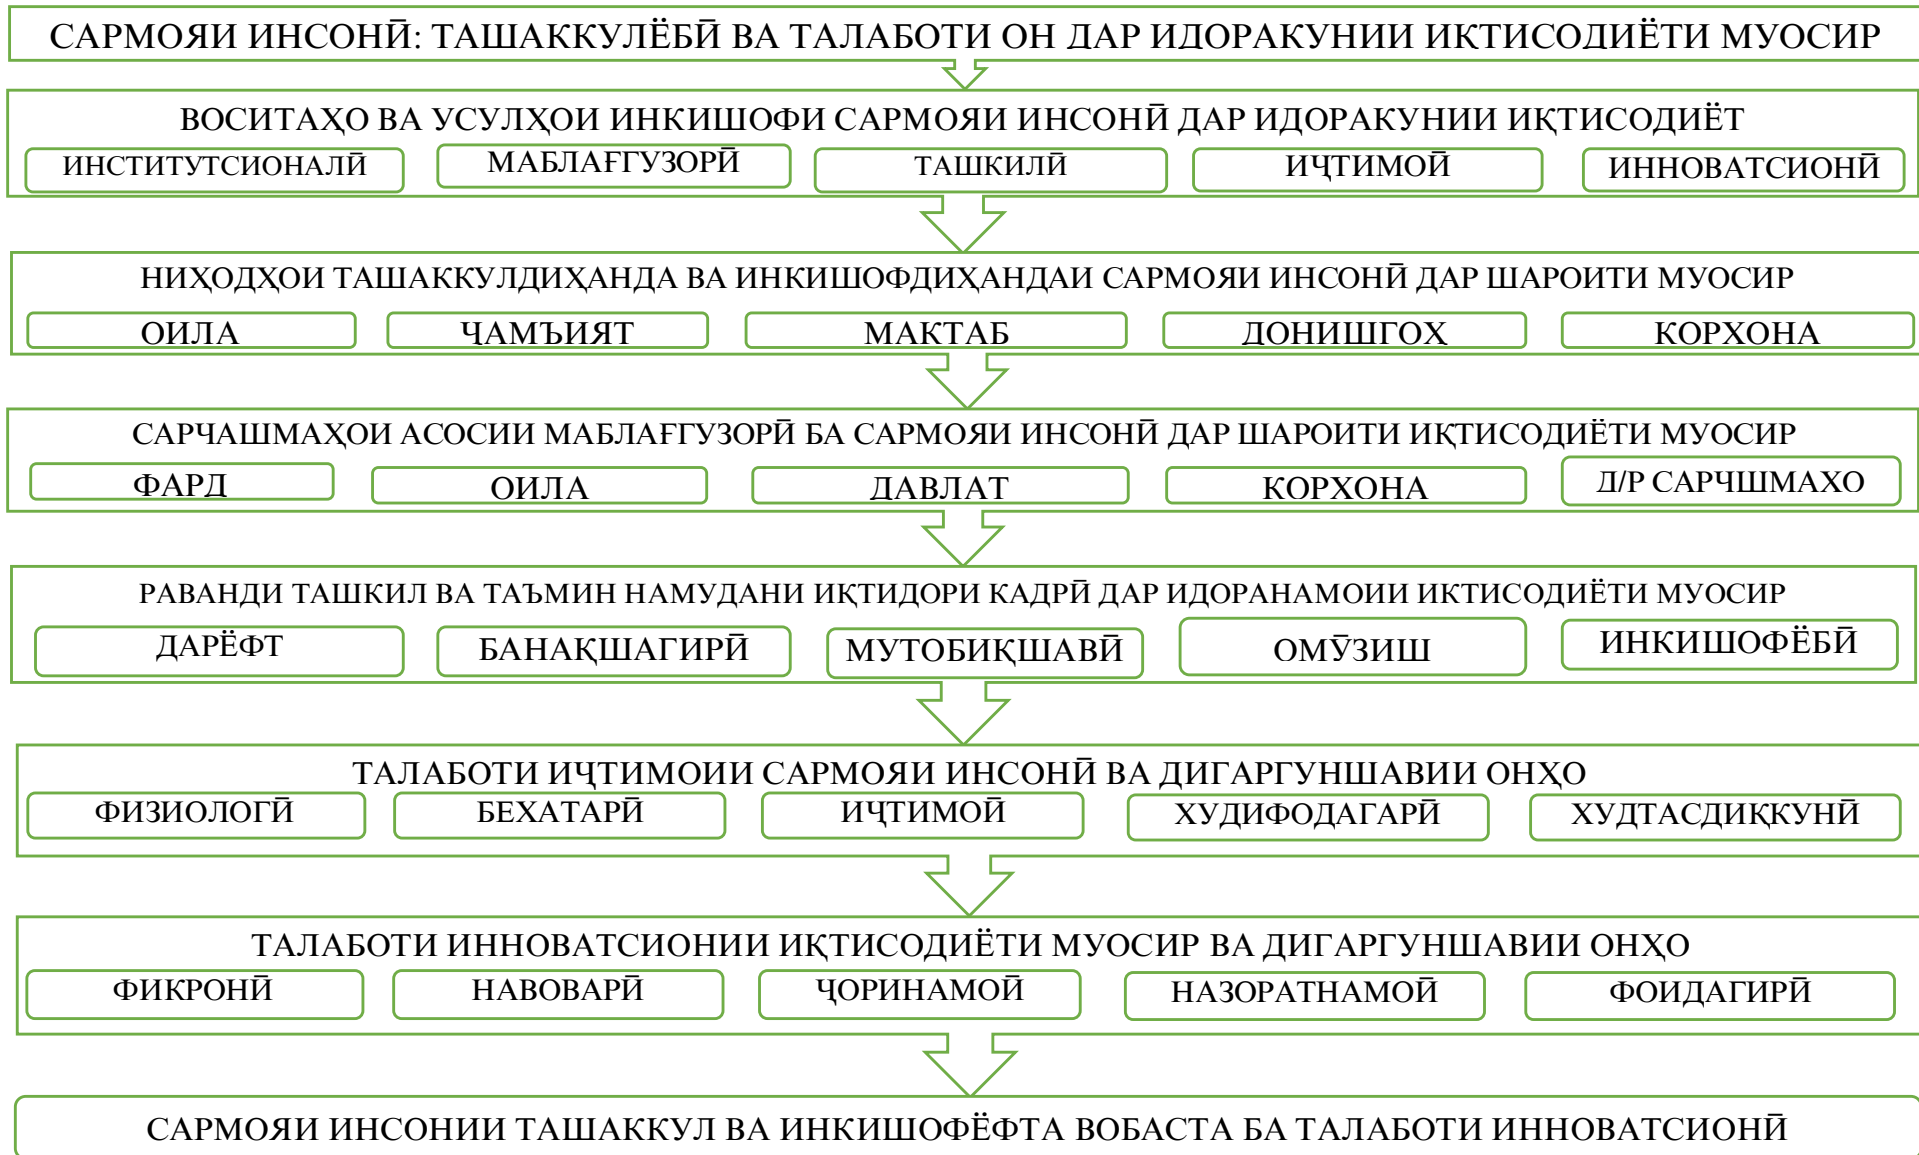 САРМОЯИ ИНСОНӢ: ТАШАККУЛЁБӢ ВА ТАЛАБОТИ ОН ДАР ИДОРАКУНИИ ИҚТИСОДИЁТИ МУОСИР
ВОСИТАҲО ВА УСУЛҲОИ ИНКИШОФИ САРМОЯИ ИНСОНӢ ДАР ИДОРАКУНИИ ИҚТИСОДИЁТ
ИНСТИТУТСИОНАЛӢ МАБЛАҒГУЗОРӢ ТАШКИЛӢ ИҶТИМОӢ ИННОВАТСИОНӢ
НИҲОДҲОИ ТАШАККУЛДИҲАНДА ВА ИНКИШОФДИҲАНДАИ САРМОЯИ ИНСОНӢ ДАР ШАРОИТИ МУОСИР
ОИЛА ҶАМЪИЯТ МАКТАБ ДОНИШГОҲ КОРХОНА
САРЧАШМАҲОИ АСОСИИ МАБЛАҒГУЗОРӢ БА САРМОЯИ ИНСОНӢ ДАР ШАРОИТИ ИҚТИСОДИЁТИ МУОСИР
ФАРД ОИЛА ДАВЛАТ КОРХОНА Д/Р САРЧШМАҲО
РАВАНДИ ТАШКИЛ ВА ТАЪМИН НАМУДАНИ ИҚТИДОРИ КАДРӢ ДАР ИДОРАНАМОИИ ИҚТИСОДИЁТИ МУОСИР
ДАРЁФТ БАНАҚШАГИРӢ МУТОБИҚШАВӢ ОМӮЗИШ ИНКИШОФЁБӢ
ТАЛАБОТИ ИҶТИМОИИ САРМОЯИ ИНСОНӢ ВА ДИГАРГУНШАВИИ ОНҲО
ФИЗИОЛОГӢ БЕХАТАРӢ ИҶТИМОӢ ХУДИФОДАГАРӢ ХУДТАСДИҚКУНӢ
ТАЛАБОТИ ИННОВАТСИОНИИ ИҚТИСОДИЁТИ МУОСИР ВА ДИГАРГУНШАВИИ ОНҲО
ФИКРОНӢ НАВОВАРӢ ҶОРИНАМОӢ НАЗОРАТНАМОӢ ФОИДАГИРӢ
САРМОЯИ ИНСОНИИ ТАШАККУЛ ВА ИНКИШОФЁФТА ВОБАСТА БА ТАЛАБОТИ ИННОВАТСИОНӢ